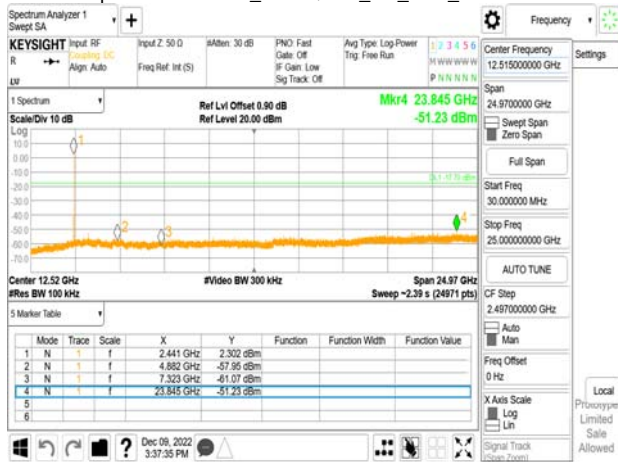 Spectrum Analyzer 1
Swept SA
+
Frequency
KEYSIGHT Input: RF
R
Coupling: DC
Align: Auto
LXI
Input Z: 50 Ω
Freq Ref: Int (S)
#Atten: 30 dB
PNO: Fast
Gate: Off
IF Gain: Low
Sig Track: Off
Avg Type: Log-Power
Trig: Free Run
1 2 3 4 5 6
M W W W W W
P N N N N N
1 Spectrum
Scale/Div 10 dB
Log
Ref Lvl Offset 0.90 dB
Ref Level 20.00 dBm
Mkr4 23.845 GHz
-51.23 dBm
10.0
0.00
-10.0
-20.0
-30.0
-40.0
-50.0
-60.0
-70.0
1
2
3
4
Center 12.52 GHz
#Res BW 100 kHz
#Video BW 300 kHz
Span 24.97 GHz
Sweep ~2.39 s (24971 pts)
5 Marker Table
Mode Trace Scale X Y Function Function Width Function Value
1 N 1 f 2.441 GHz 2.302 dBm
2 N 1 f 4.882 GHz -57.95 dBm
3 N 1 f 7.323 GHz -61.07 dBm
4 N 1 f 23.845 GHz -51.23 dBm
5
6
Dec 09, 2022
3:37:35 PM
?
Center Frequency
12.515000000 GHz
Settings
Span
24.9700000 GHz
Swept Span
Zero Span
Full Span
Start Freq
30.000000 MHz
Stop Freq
25.000000000 GHz
AUTO TUNE
CF Step
2.497000000 GHz
Auto
Man
Freq Offset
0 Hz
X Axis Scale
Log
Lin
Signal Track
(Span Zoom)
Local
Prototype
Limited
Sale
Allowed